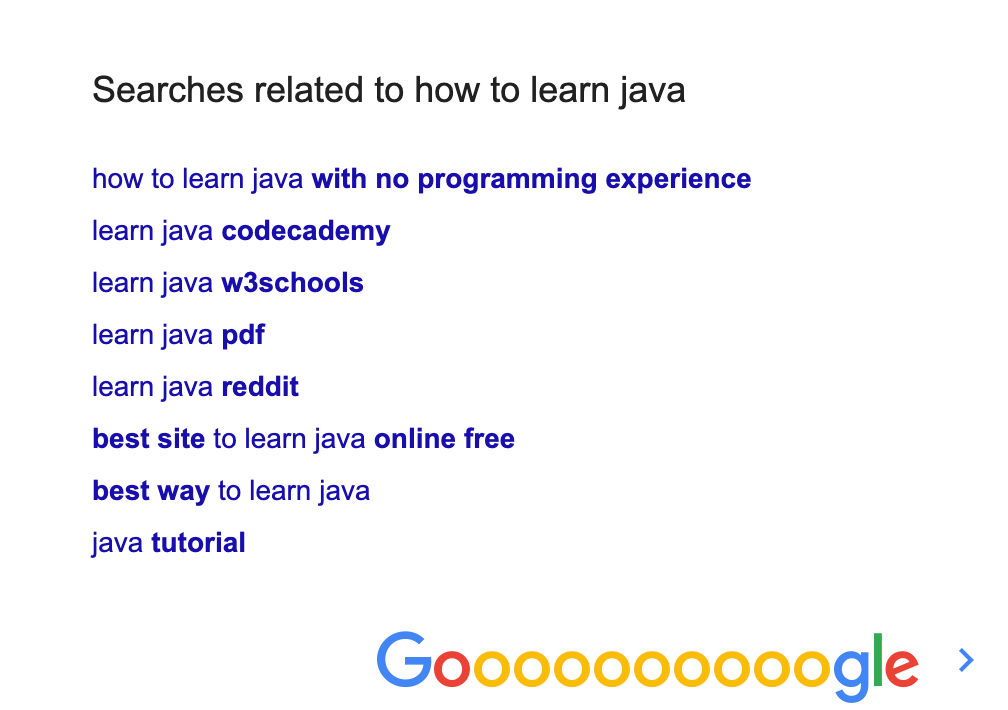 Searches related to how to learn java
how to learn java with no programming experience
learn java codecademy
learn java w3schools
learn java pdf
learn java reddit
best site to learn java online free
best way to learn java
java tutorial
Goooooooooogle